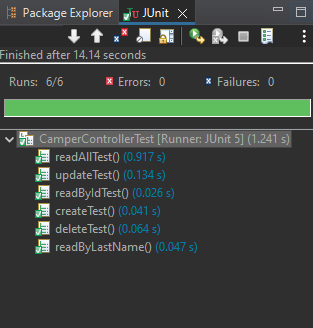 Package Explorer JUnit
Finished after 14.14 seconds
Runs: 6/6 Errors: 0 Failures: 0
CamperControllerTest [Runner: JUnit 5] (1.241 s)
readAllTest() (0.917 s)
updateTest() (0.134 s)
readByIdTest() (0.026 s)
createTest() (0.041 s)
deleteTest() (0.064 s)
readByLastName() (0.047 s)